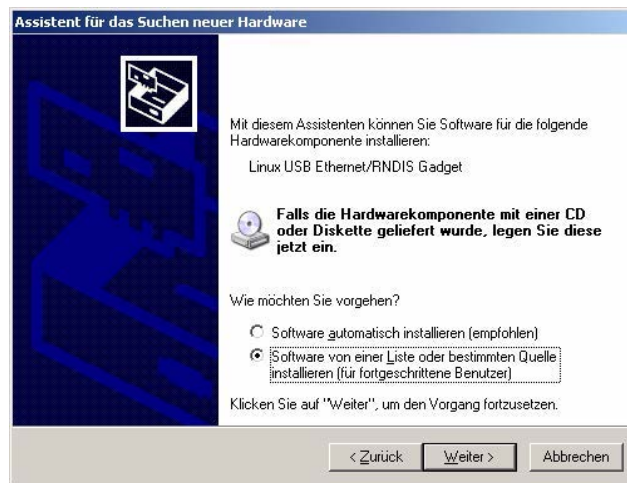 Assistent für das Suchen neuer Hardware
Mit diesem Assistenten können Sie Software für die folgende
Hardwarekomponente installieren:
Linux USB Ethernet/RNDIS Gadget
Falls die Hardwarekomponente mit einer CD
oder Diskette geliefert wurde, legen Sie diese
jetzt ein.
Wie möchten Sie vorgehen?
Software automatisch installieren (empfohlen)
Software von einer Liste oder bestimmten Quelle
installieren (für fortgeschrittene Benutzer)
Klicken Sie auf "Weiter", um den Vorgang fortzusetzen.
< Zurück Weiter > Abbrechen